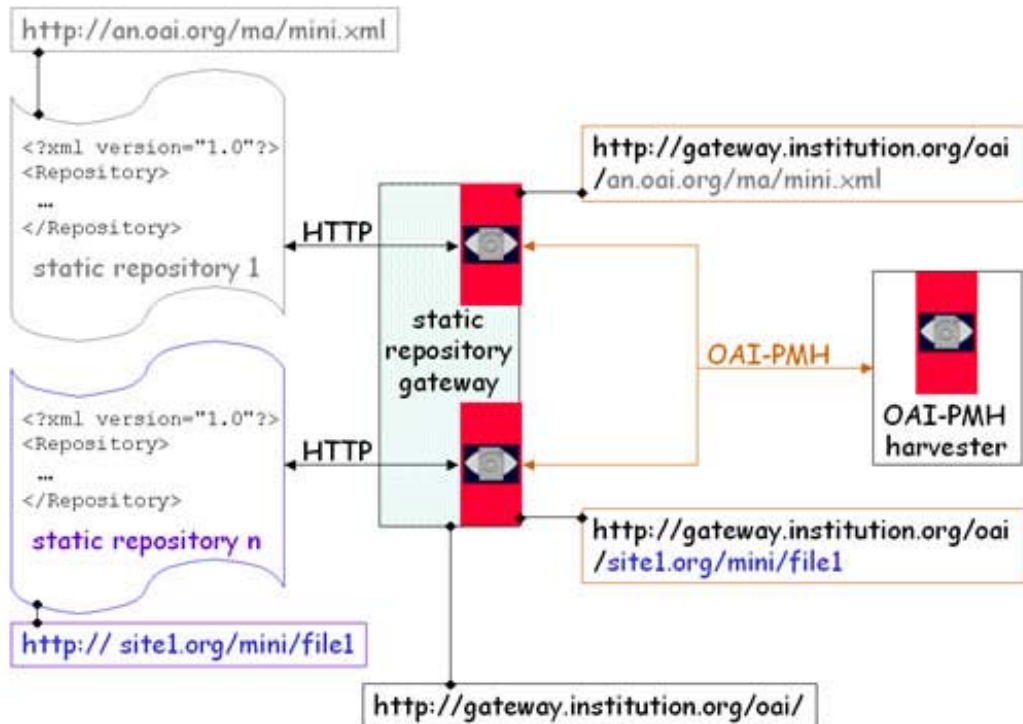 http://an.oai.org/ma/mini.xml
<?xml version="1.0"?>
<Repository>
...
</Repository>
static repository 1
HTTP
static
repository
gateway
http://gateway.institution.org/oai
/an.oai.org/ma/mini.xml
OAI-PMH
OAI-PMH
harvester
<?xml version="1.0"?>
<Repository>
...
</Repository>
static repository n
HTTP
http://gateway.institution.org/oai
/site1.org/mini/file1
http:// site1.org/mini/file1
http://gateway.institution.org/oai/